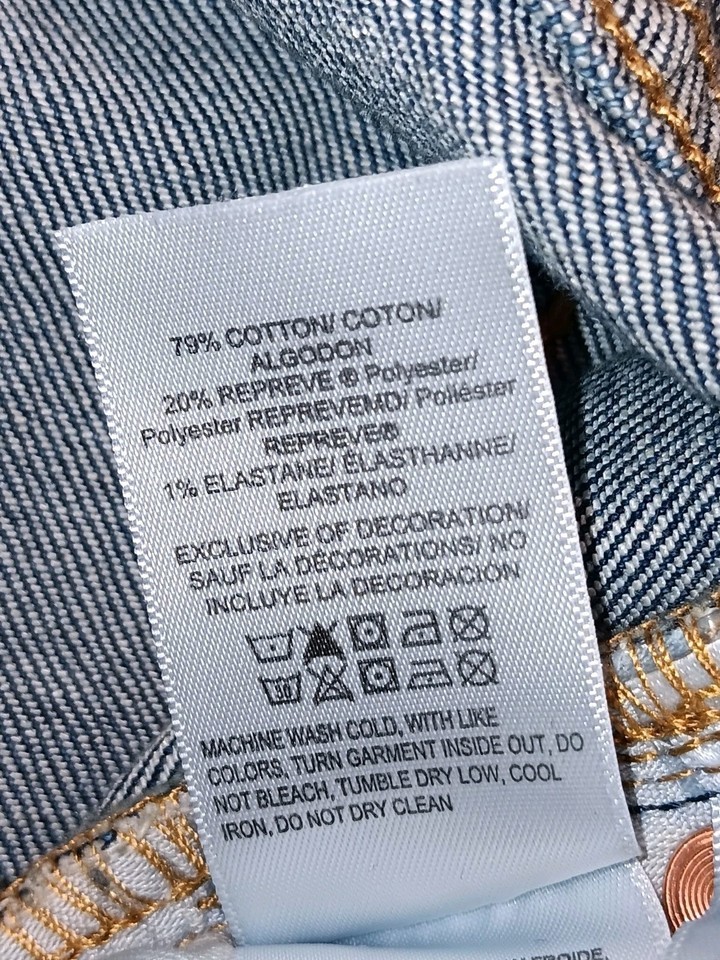 79% COTTON/ COTON/
ALGODON
20% REPREVE ® Polyester/
Polyester REPREVEMD/ Poliéster
REPREVE®
1% ELASTANE/ ÉLASTHANNE/
ELASTANO
EXCLUSIVE OF DECORATION/
SAUF LA DÉCORATIONS/ NO
INCLUYE LA DECORACIÓN
30
MACHINE WASH COLD, WITH LIKE
COLORS, TURN GARMENT INSIDE OUT, DO
NOT BLEACH, TUMBLE DRY LOW, COOL
IRON, DO NOT DRY CLEAN